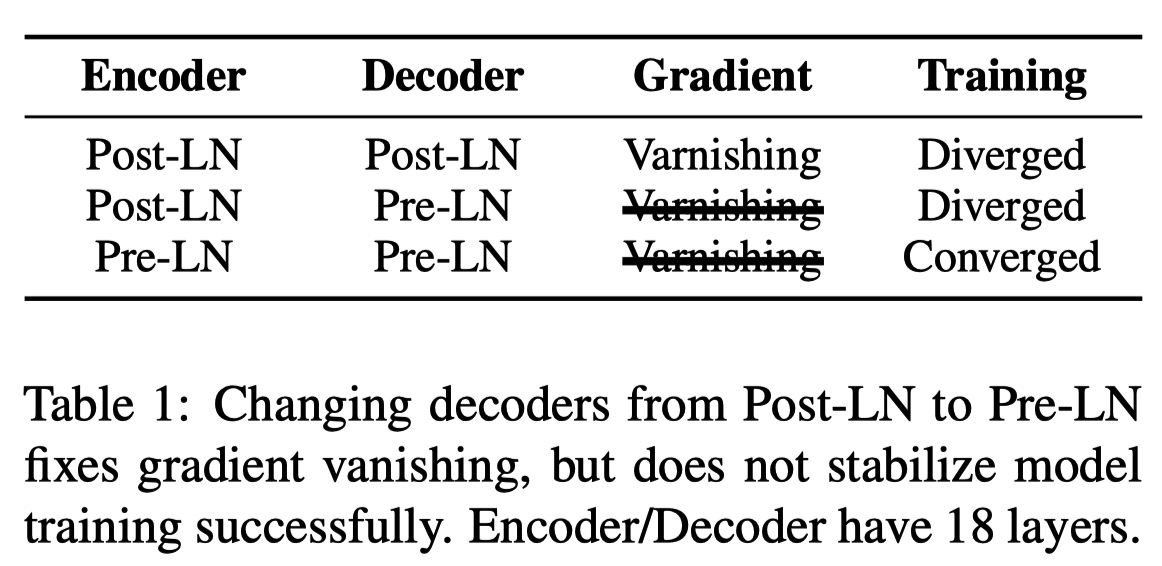 Encoder Decoder Gradient Training
Post-LN Post-LN Varnishing Diverged
Post-LN Pre-LN Varnishing Diverged
Pre-LN Pre-LN Varnishing Converged
Table 1: Changing decoders from Post-LN to Pre-LN
fixes gradient vanishing, but does not stabilize model
training successfully. Encoder/Decoder have 18 layers.